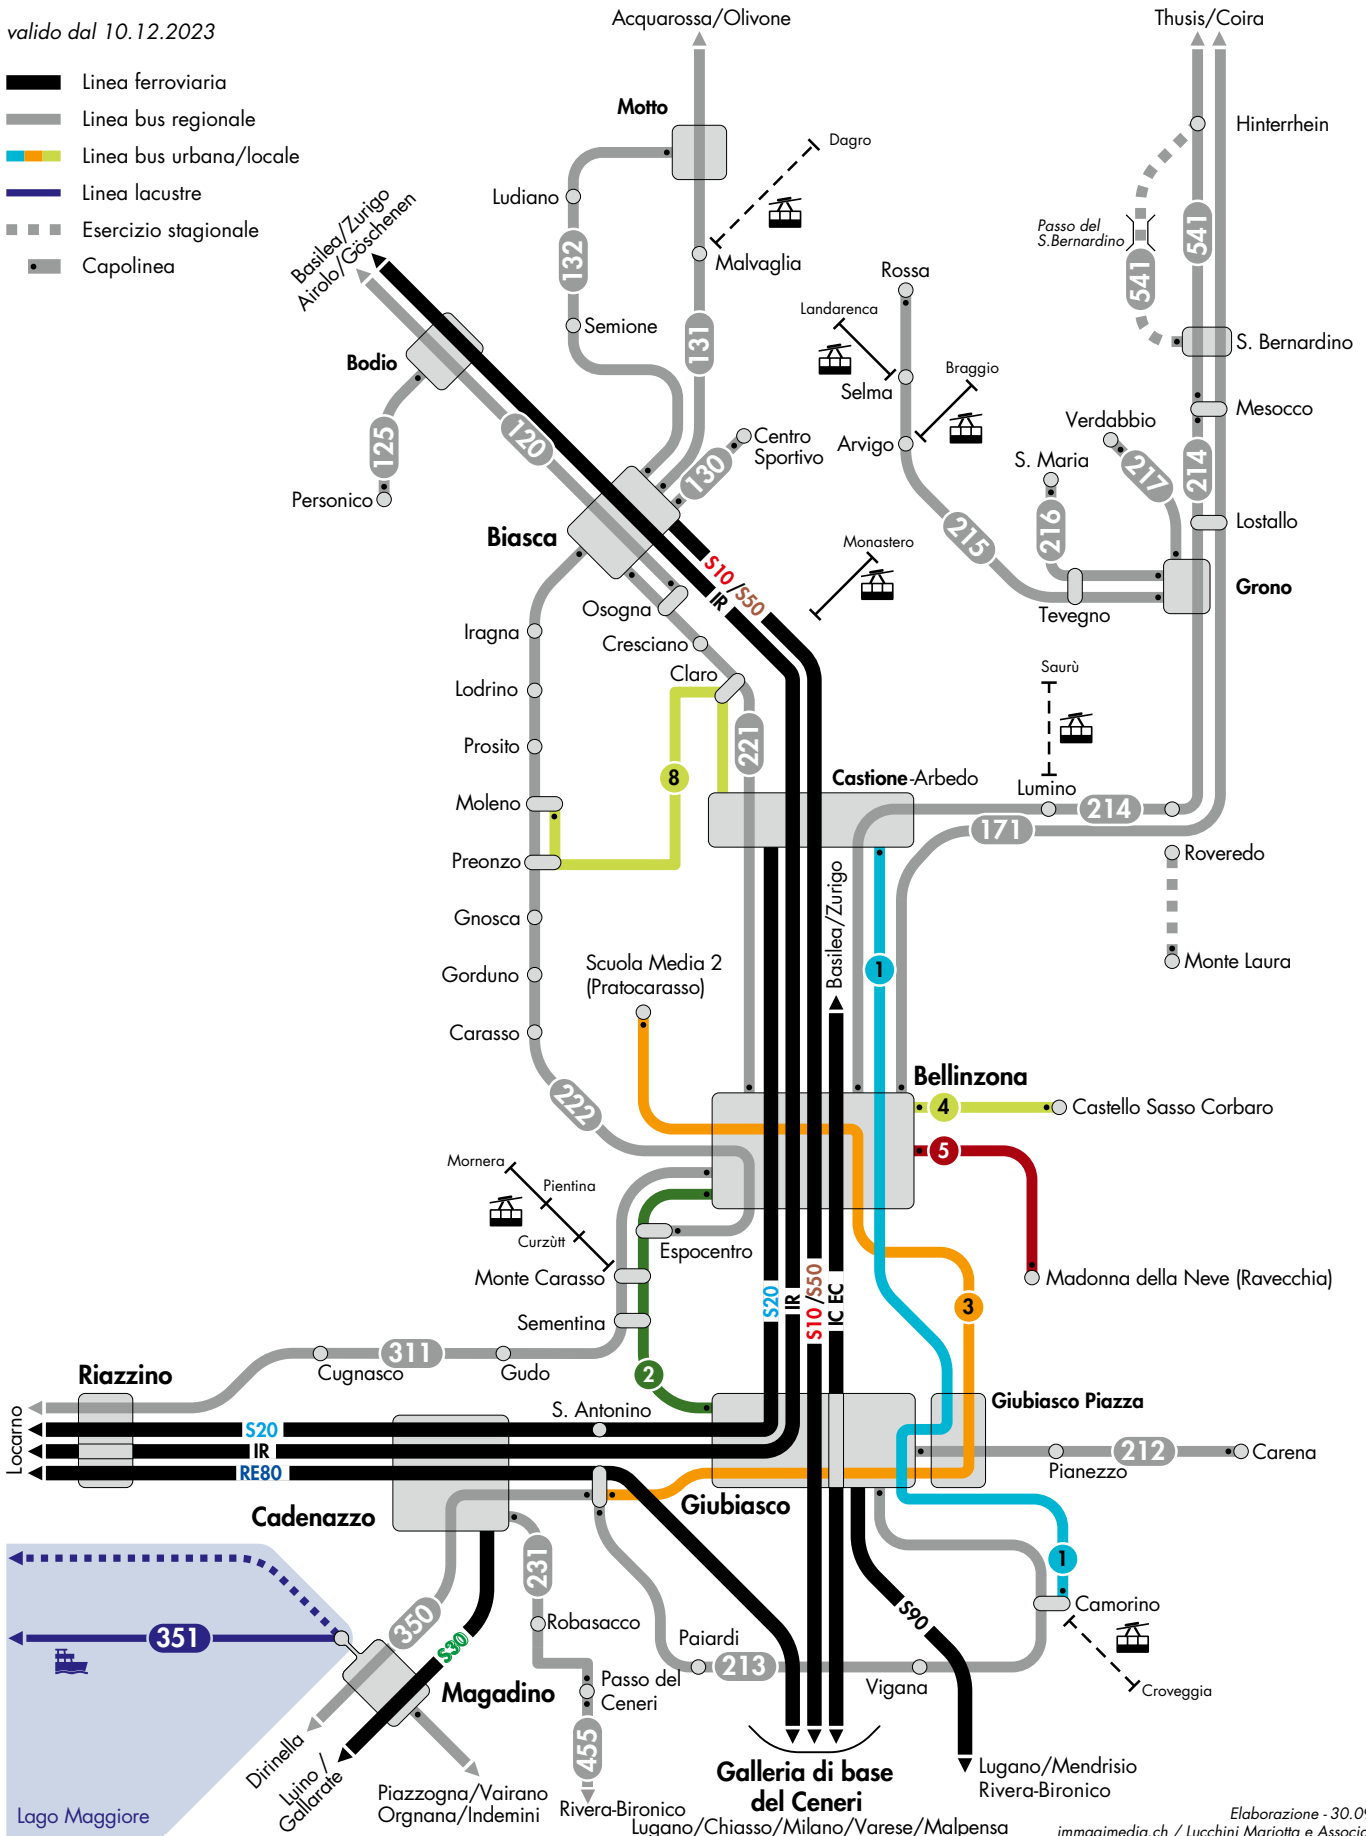 valido dal 10.12.2023
Linea ferroviaria
Linea bus regionale
Linea bus urbana/locale
Linea lacustre
Esercizio stagionale
Capolinea
Acquarossa/Olivone
Thusis/Coira
Motto
Dagro
Hinterrhein
Ludiano
Basilea/Zurigo
Airolo/Göschenen
132
Malvaglia
Passo del
S.Bernardino
541
541
Rossa
Landarenca
Semione
131
S. Bernardino
Bodio
Selma
Braggio
Mesocco
125
120
130
Centro
Sportivo
Arvigo
Verdabbio
S. Maria
217
214
Personico
Biasca
215
216
Lostallo
S10/S50
IR
Monastero
Grono
Osogna
Tevegno
Iragna
Cresciano
Saurù
Claro
Lodrino
221
Prosito
8
Castione-Arbedo
Lumino
Moleno
214
171
Preonzo
Roveredo
Basilea/Zurigo
Gnosca
Scuola Media 2
(Pratocarasso)
1
Monte Laura
Gorduno
Carasso
Bellinzona
222
4
Castello Sasso Corbaro
5
Mornera
Pientina
Curzùtt
Espocentro
Monte Carasso
Madonna della Neve (Ravecchia)
S20
IR
S10/S50
IC EC
3
Sementina
311
Cugnasco
Gudo
Riazzino
2
Locarno
S. Antonino
Giubiasco Piazza
S20
IR
RE80
212
Pianezzo
Carena
Cadenazzo
Giubiasco
231
1
350
S90
Camorino
351
S30
Robasacco
Paiardi
213
Vigana
Croveggia
Magadino
Passo del
Ceneri
455
Dirinella
Luino /
Gallarate
Piazzogna/Vairano
Orgnana/Indemini
Rivera-Bironico
Galleria di base
del Ceneri
Lugano/Chiasso/Milano/Varese/Malpensa
Lugano/Mendrisio
Rivera-Bironico
Lago Maggiore
Elaborazione - 30.09
immagimedia.ch / Lucchini Mariotta e Associa